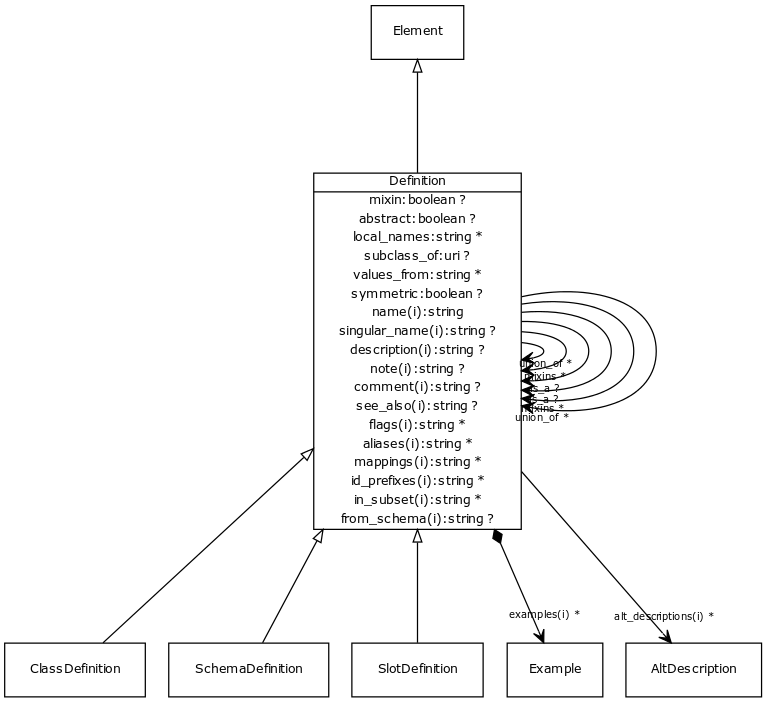 Element
Definition
mixin:boolean ?
abstract:boolean ?
local_names:string *
subclass_of:uri ?
values_from:string *
symmetric:boolean ?
name(i):string
singular_name(i):string ?
description(i):string ?
note(i):string ?
comment(i):string ?
see_also(i):string ?
flags(i):string *
aliases(i):string *
mappings(i):string *
id_prefixes(i):string *
in_subset(i):string *
from_schema(i):string ?
union_of *
mixins *
is_a ?
is_a ?
mixins *
union_of *
examples(i) *
alt_descriptions(i) *
ClassDefinition
SchemaDefinition
SlotDefinition
Example
AltDescription